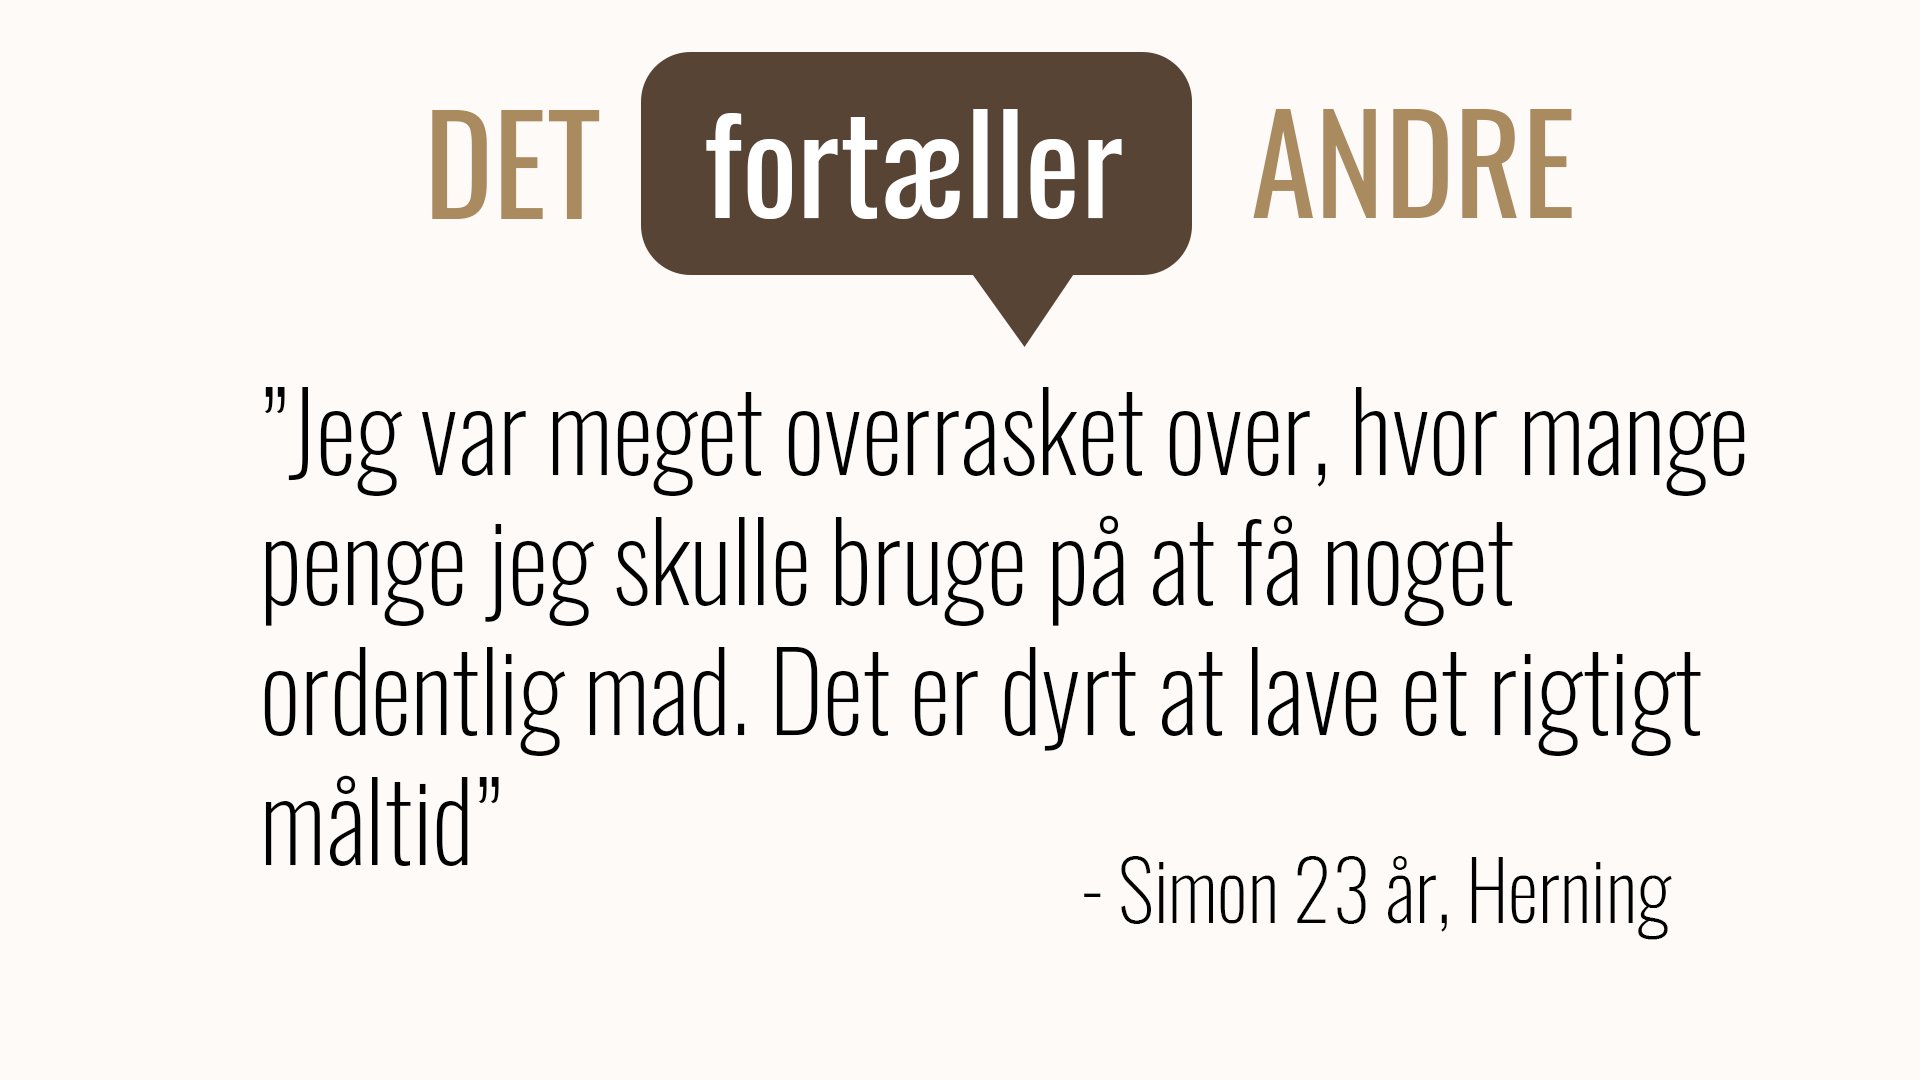 DET fortæller ANDRE
”Jeg var meget overrasket over, hvor mange
penge jeg skulle bruge på at få noget
ordentlig mad. Det er dyrt at lave et rigtigt
måltid”
- Simon 23 år, Herning